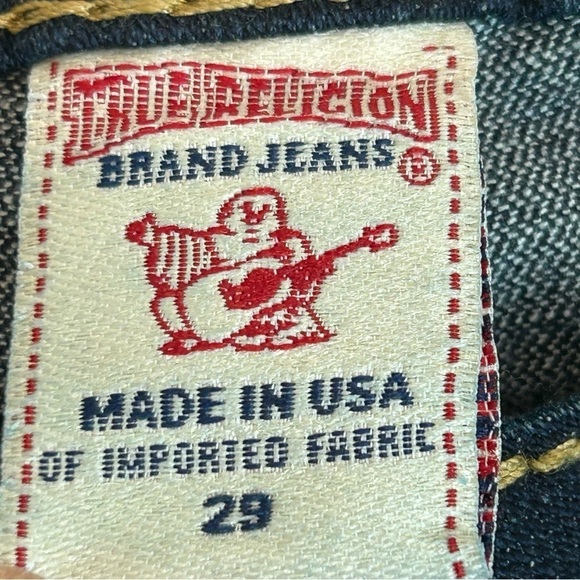 TRUE RELIGION
BRAND JEANS ®
MADE IN USA
OF IMPORTED FABRIC
29